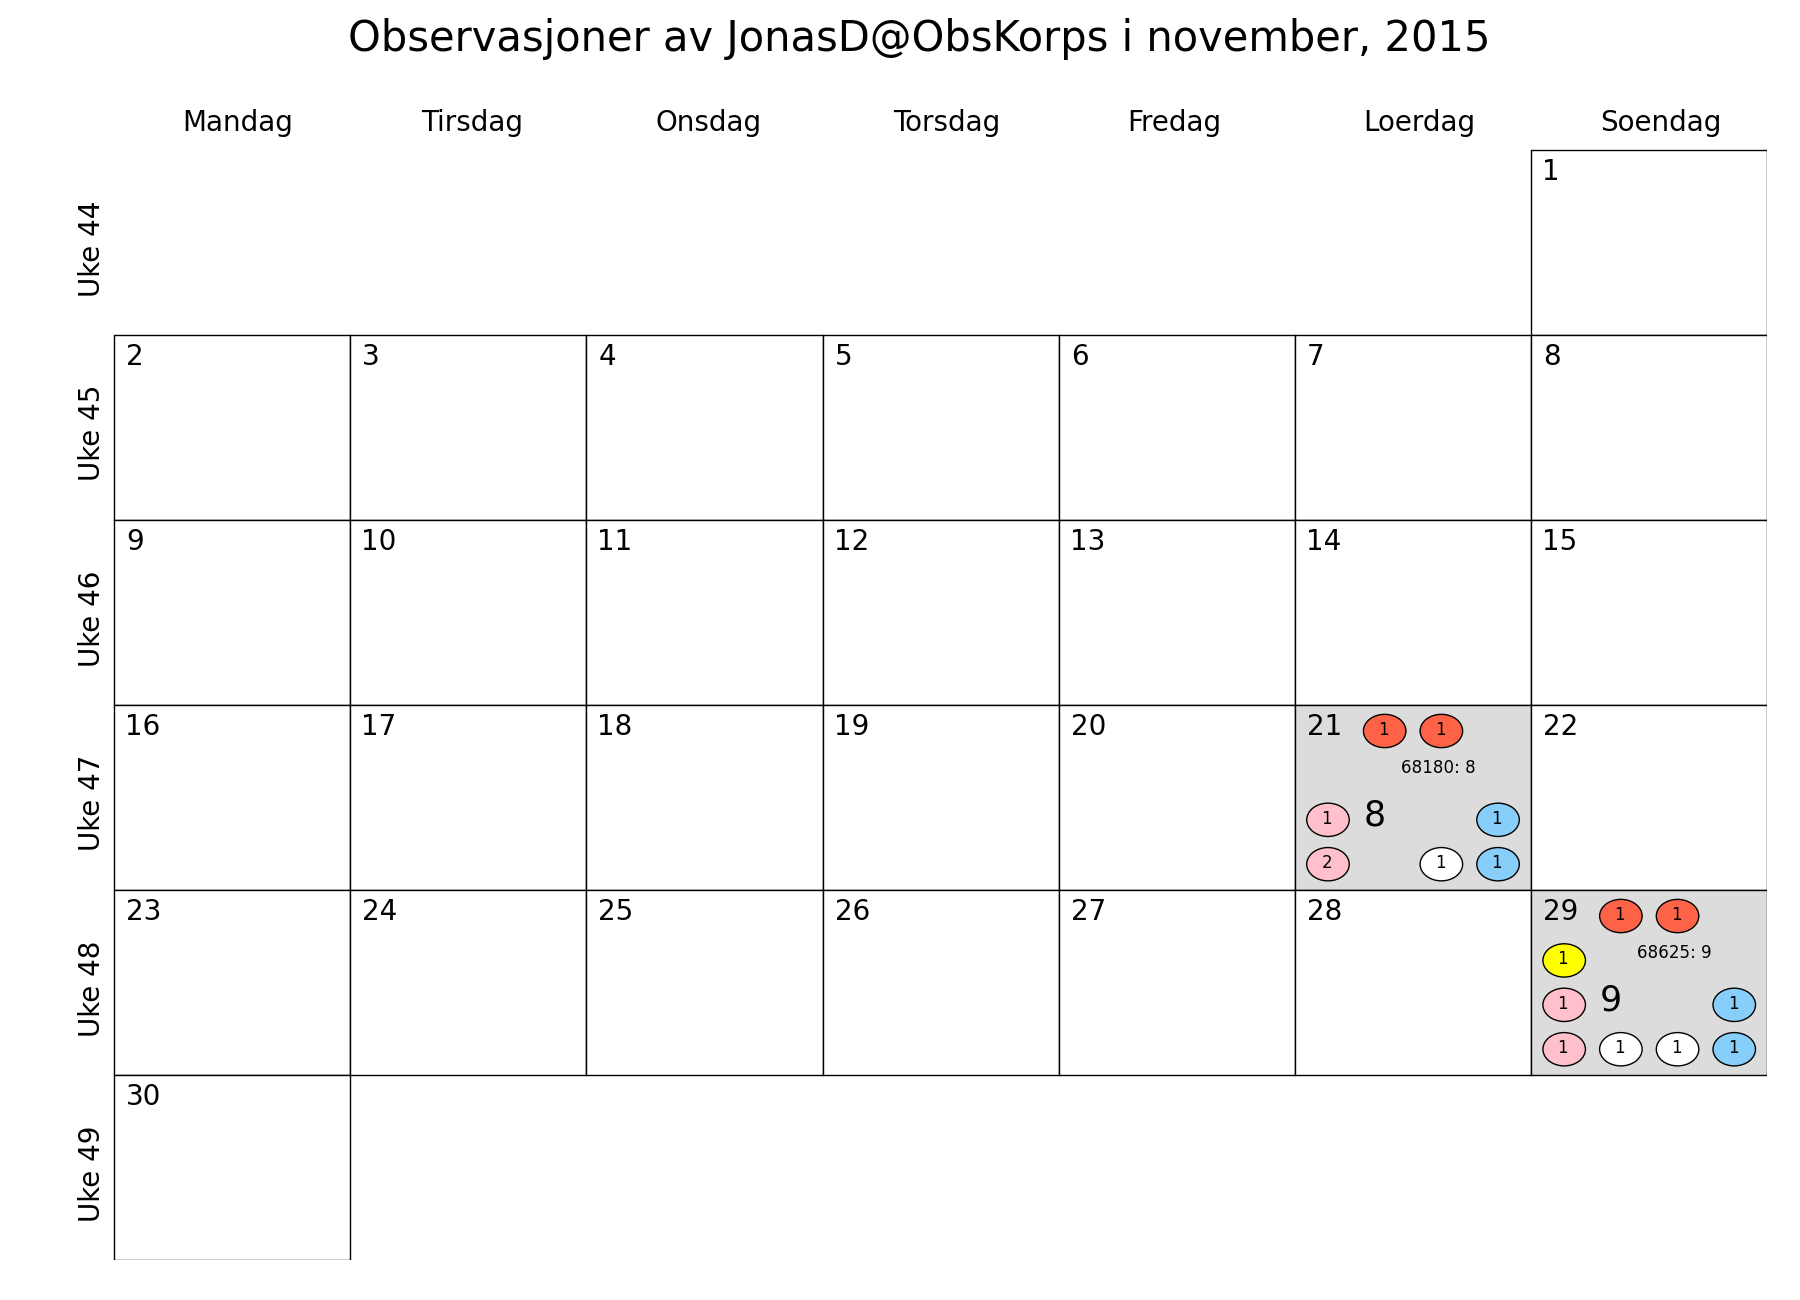 Observasjoner av JonasD@ObsKorps i november, 2015
Mandag Tirsdag Onsdag Torsdag Fredag Loerdag Soendag
Uke 44
1
Uke 45
2 3 4 5 6 7 8
Uke 46
9 10 11 12 13 14 15
Uke 47
16 17 18 19 20 21 1 1 22
68180: 8
1 8 1
2 1 1
Uke 48
23 24 25 26 27 28 29 1 1
1 68625: 9
1 9 1
1 1 1 1
Uke 49
30